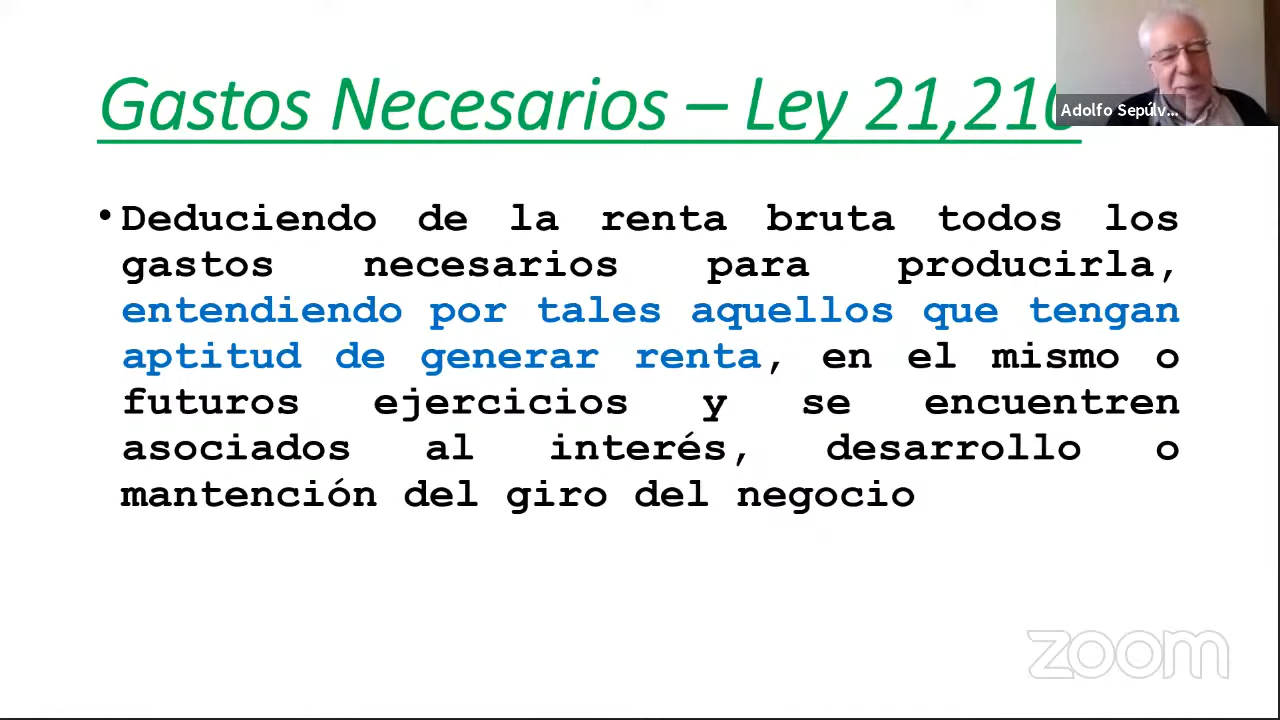 Gastos Necesarios – Ley 21,210
Adolfo Sepúlv...
• Deduciendo de la renta bruta todos los
gastos necesarios para producirla,
entendiendo por tales aquellos que tengan
aptitud de generar renta, en el mismo o
futuros ejercicios y se encuentren
asociados al interés, desarrollo o
mantención del giro del negocio
zoom